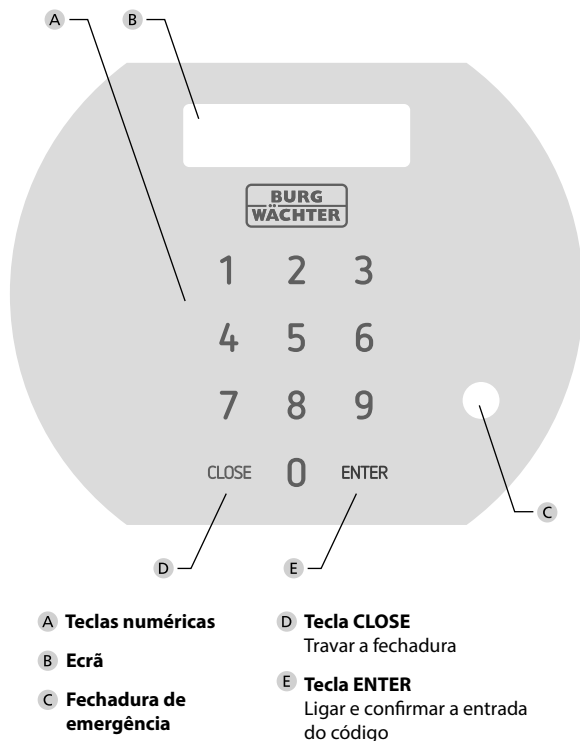 A B
BURG
WÄCHTER
1 2 3
4 5 6
7 8 9
CLOSE 0 ENTER
C
D E
A Teclas numéricas
B Ecrã
C Fechadura de
emergência
D Tecla CLOSE
Travar a fechadura
E Tecla ENTER
Ligar e confirmar a entrada
do código